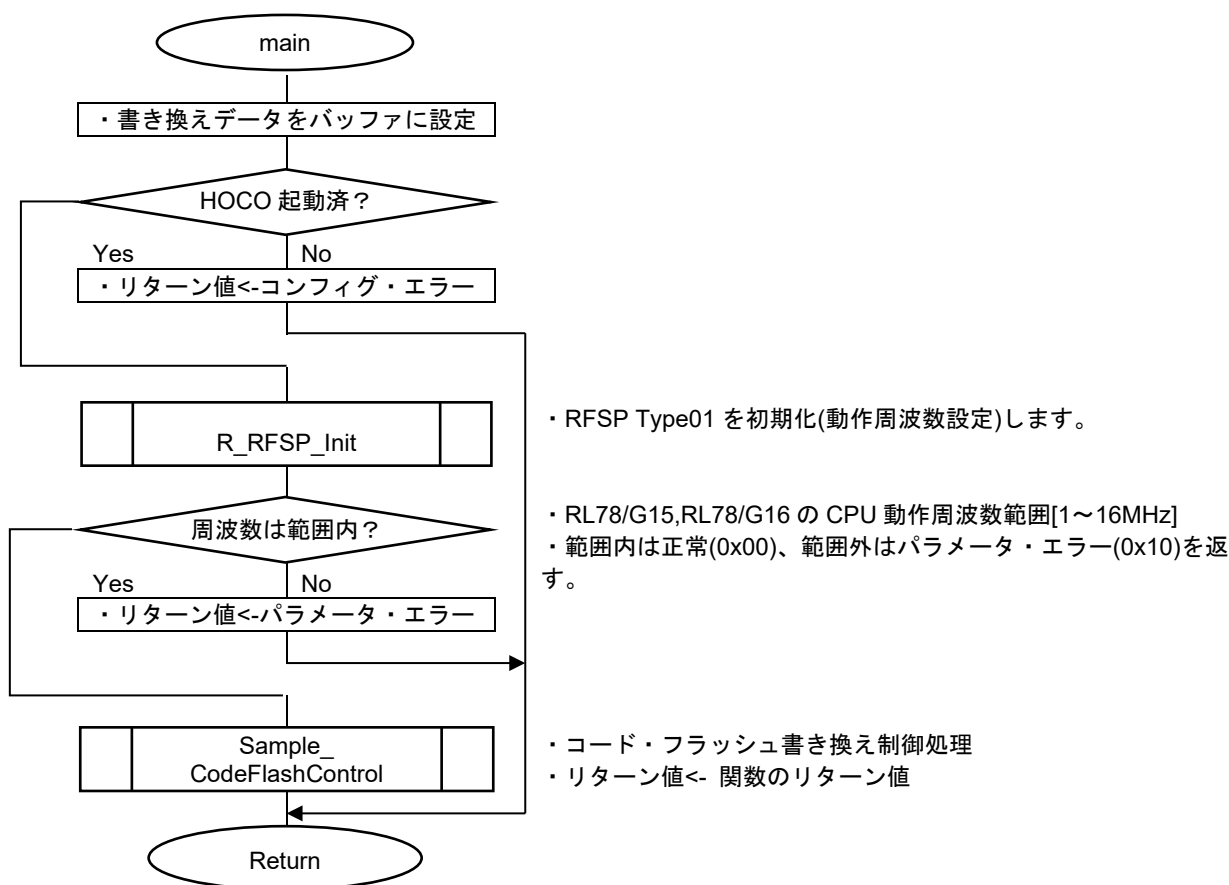 main
・書き換えデータをバッファに設定
HOCO 起動済？
Yes No
・リターン値<-コンフィグ・エラー
R_RFSP_Init
・RFSP Type01 を初期化(動作周波数設定)します。
周波数は範囲内？
・RL78/G15,RL78/G16 の CPU 動作周波数範囲[1～16MHz]
・範囲内は正常(0x00)、範囲外はパラメータ・エラー(0x10)を返
す。
Yes No
・リターン値<-パラメータ・エラー
Sample_
CodeFlashControl
・コード・フラッシュ書き換え制御処理
・リターン値<- 関数のリターン値
Return